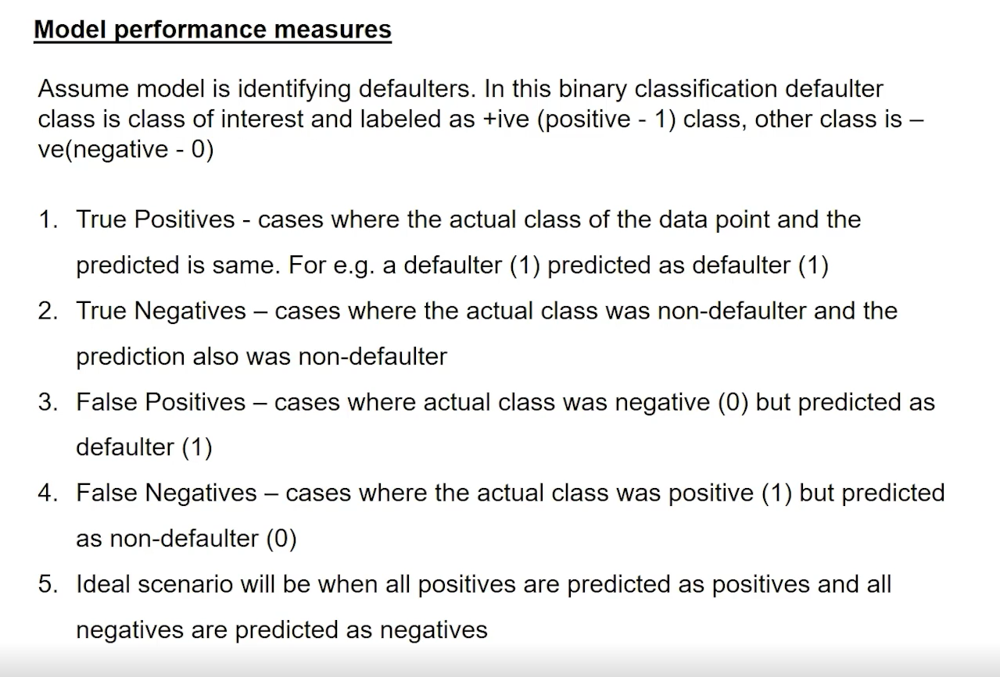 Model performance measures
Assume model is identifying defaulters. In this binary classification defaulter
class is class of interest and labeled as +ive (positive - 1) class, other class is –
ve(negative - 0)
1. True Positives - cases where the actual class of the data point and the
predicted is same. For e.g. a defaulter (1) predicted as defaulter (1)
2. True Negatives – cases where the actual class was non-defaulter and the
prediction also was non-defaulter
3. False Positives – cases where actual class was negative (0) but predicted as
defaulter (1)
4. False Negatives – cases where the actual class was positive (1) but predicted
as non-defaulter (0)
5. Ideal scenario will be when all positives are predicted as positives and all
negatives are predicted as negatives